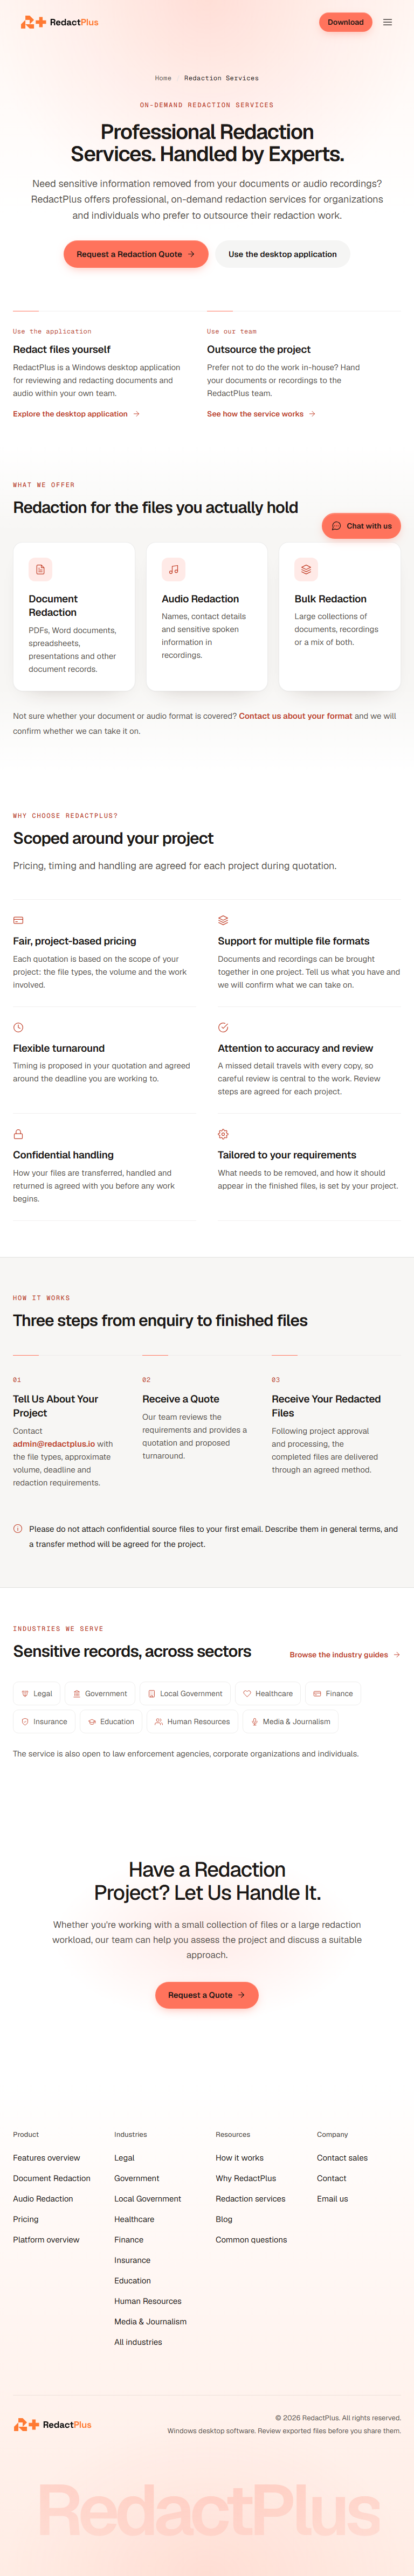 RedactPlus
Download
Home
Redaction Services
ON-DEMAND REDACTION SERVICES
Professional Redaction
Services. Handled by Experts.
Need sensitive information removed from your documents or audio recordings?
RedactPlus offers professional, on-demand redaction services for organizations
and individuals who prefer to outsource their redaction work.
Request a Redaction Quote →
Use the desktop application
Use the application
Redact files yourself
RedactPlus is a Windows desktop application
for reviewing and redacting documents and
audio within your own team.
Explore the desktop application →
Use our team
Outsource the project
Prefer not to do the work in-house? Hand
your documents or recordings to the
RedactPlus team.
See how the service works →
WHAT WE OFFER
Redaction for the files you actually hold
Chat with us
Document
Redaction
PDFs, Word documents,
spreadsheets,
presentations and other
document records.
Audio Redaction
Names, contact details
and sensitive spoken
information in
recordings.
Bulk Redaction
Large collections of
documents, recordings
or a mix of both.
Not sure whether your document or audio format is covered? Contact us about your format and we will
confirm whether we can take it on.
WHY CHOOSE REDACTPLUS?
Scoped around your project
Pricing, timing and handling are agreed for each project during quotation.
Fair, project-based pricing
Each quotation is based on the scope of your
project: the file types, the volume and the work
involved.
Support for multiple file formats
Documents and recordings can be brought
together in one project. Tell us what you have and
we will confirm what we can take on.
Flexible turnaround
Timing is proposed in your quotation and agreed
around the deadline you are working to.
Attention to accuracy and review
A missed detail travels with every copy, so
careful review is central to the work. Review
steps are agreed for each project.
Confidential handling
How your files are transferred, handled and
returned is agreed with you before any work
begins.
Tailored to your requirements
What needs to be removed, and how it should
appear in the finished files, is set by your project.
HOW IT WORKS
Three steps from enquiry to finished files
01
Tell Us About Your
Project
Contact
admin@redactplus.io with
the file types, approximate
volume, deadline and
redaction requirements.
02
Receive a Quote
Our team reviews the
requirements and provides a
quotation and proposed
turnaround.
03
Receive Your Redacted
Files
Following project approval
and processing, the
completed files are delivered
through an agreed method.
Please do not attach confidential source files to your first email. Describe them in general terms, and
a transfer method will be agreed for the project.
INDUSTRIES WE SERVE
Sensitive records, across sectors
Browse the industry guides →
Legal
Government
Local Government
Healthcare
Finance
Insurance
Education
Human Resources
Media & Journalism
The service is also open to law enforcement agencies, corporate organizations and individuals.
Have a Redaction
Project? Let Us Handle It.
Whether you're working with a small collection of files or a large redaction
workload, our team can help you assess the project and discuss a suitable
approach.
Request a Quote →
Product
Features overview
Document Redaction
Audio Redaction
Pricing
Platform overview
Industries
Legal
Government
Local Government
Healthcare
Finance
Insurance
Education
Human Resources
Media & Journalism
All industries
Resources
How it works
Why RedactPlus
Redaction services
Blog
Common questions
Company
Contact sales
Contact
Email us
RedactPlus
© 2026 RedactPlus. All rights reserved.
Windows desktop software. Review exported files before you share them.
RedactPlus